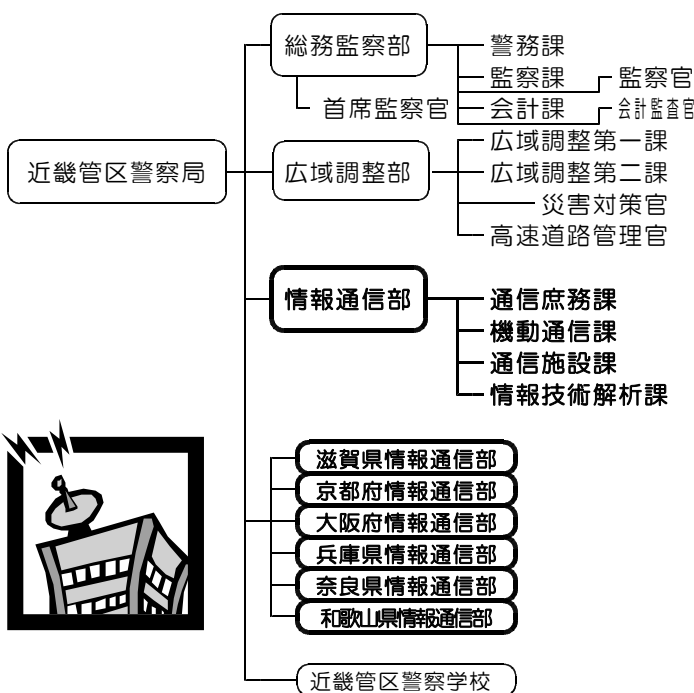 総務監察部
警務課
監察課
監察官
首席監察官
会計課
会計監査官
近畿管区警察局
広域調整部
広域調整第一課
広域調整第二課
災害対策官
高速道路管理官
情報通信部
通信庶務課
機動通信課
通信施設課
情報技術解析課
滋賀県情報通信部
京都府情報通信部
大阪府情報通信部
兵庫県情報通信部
奈良県情報通信部
和歌山県情報通信部
近畿管区警察学校